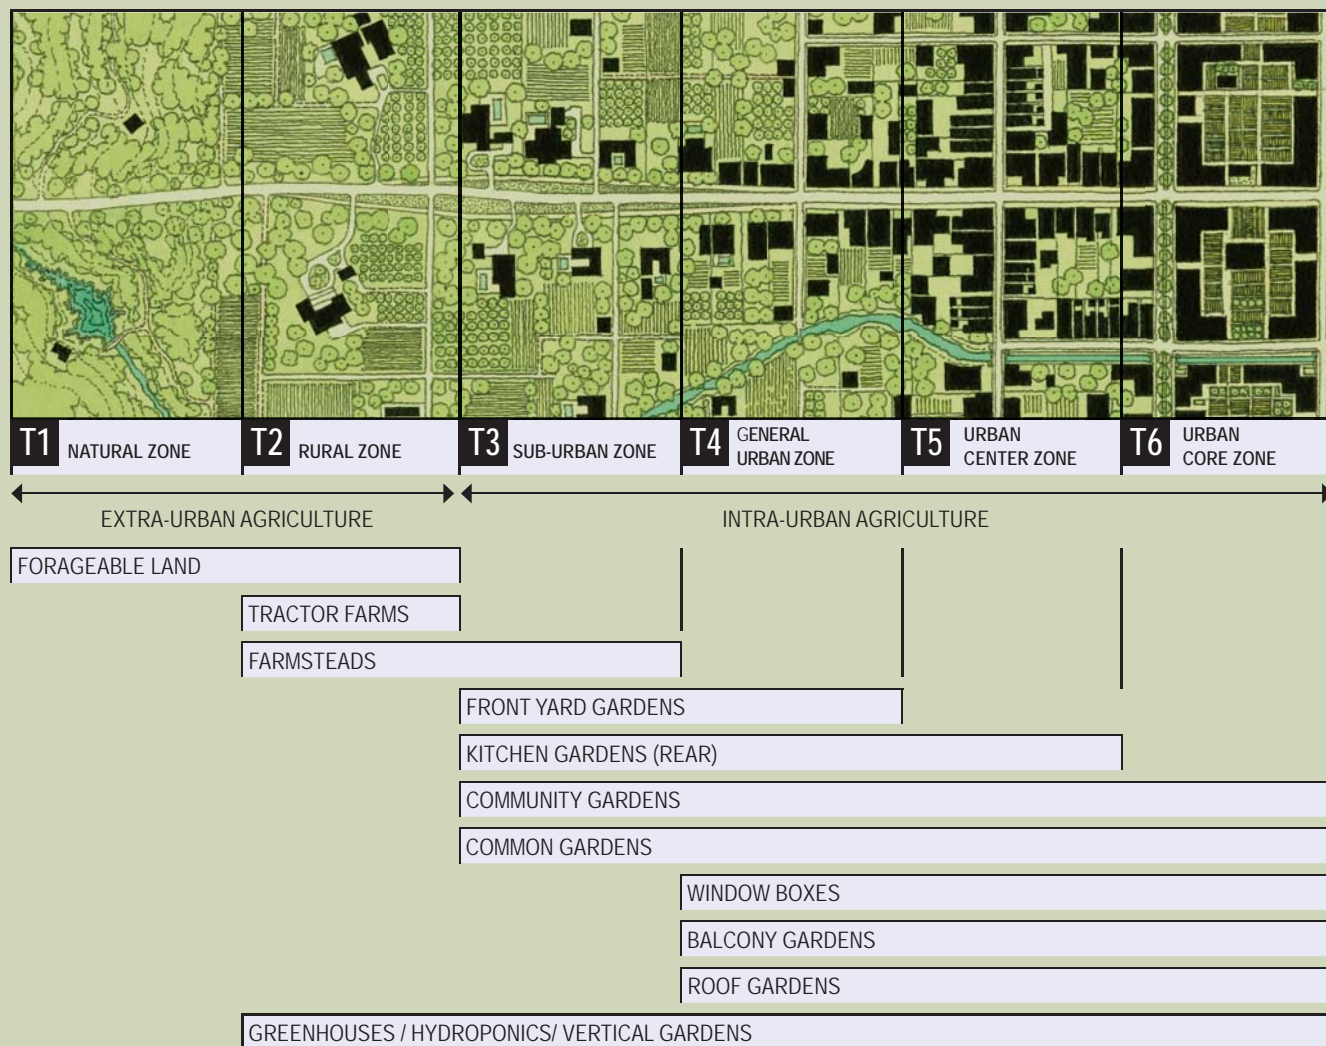 T1 NATURAL ZONE
T2 RURAL ZONE
T3 SUB-URBAN ZONE
T4 GENERAL
URBAN ZONE
T5 URBAN
CENTER ZONE
T6 URBAN
CORE ZONE
EXTRA-URBAN AGRICULTURE
INTRA-URBAN AGRICULTURE
FORAGEABLE LAND
TRACTOR FARMS
FARMSTEADS
FRONT YARD GARDENS
KITCHEN GARDENS (REAR)
COMMUNITY GARDENS
COMMON GARDENS
WINDOW BOXES
BALCONY GARDENS
ROOF GARDENS
GREENHOUSES / HYDROPONICS/ VERTICAL GARDENS